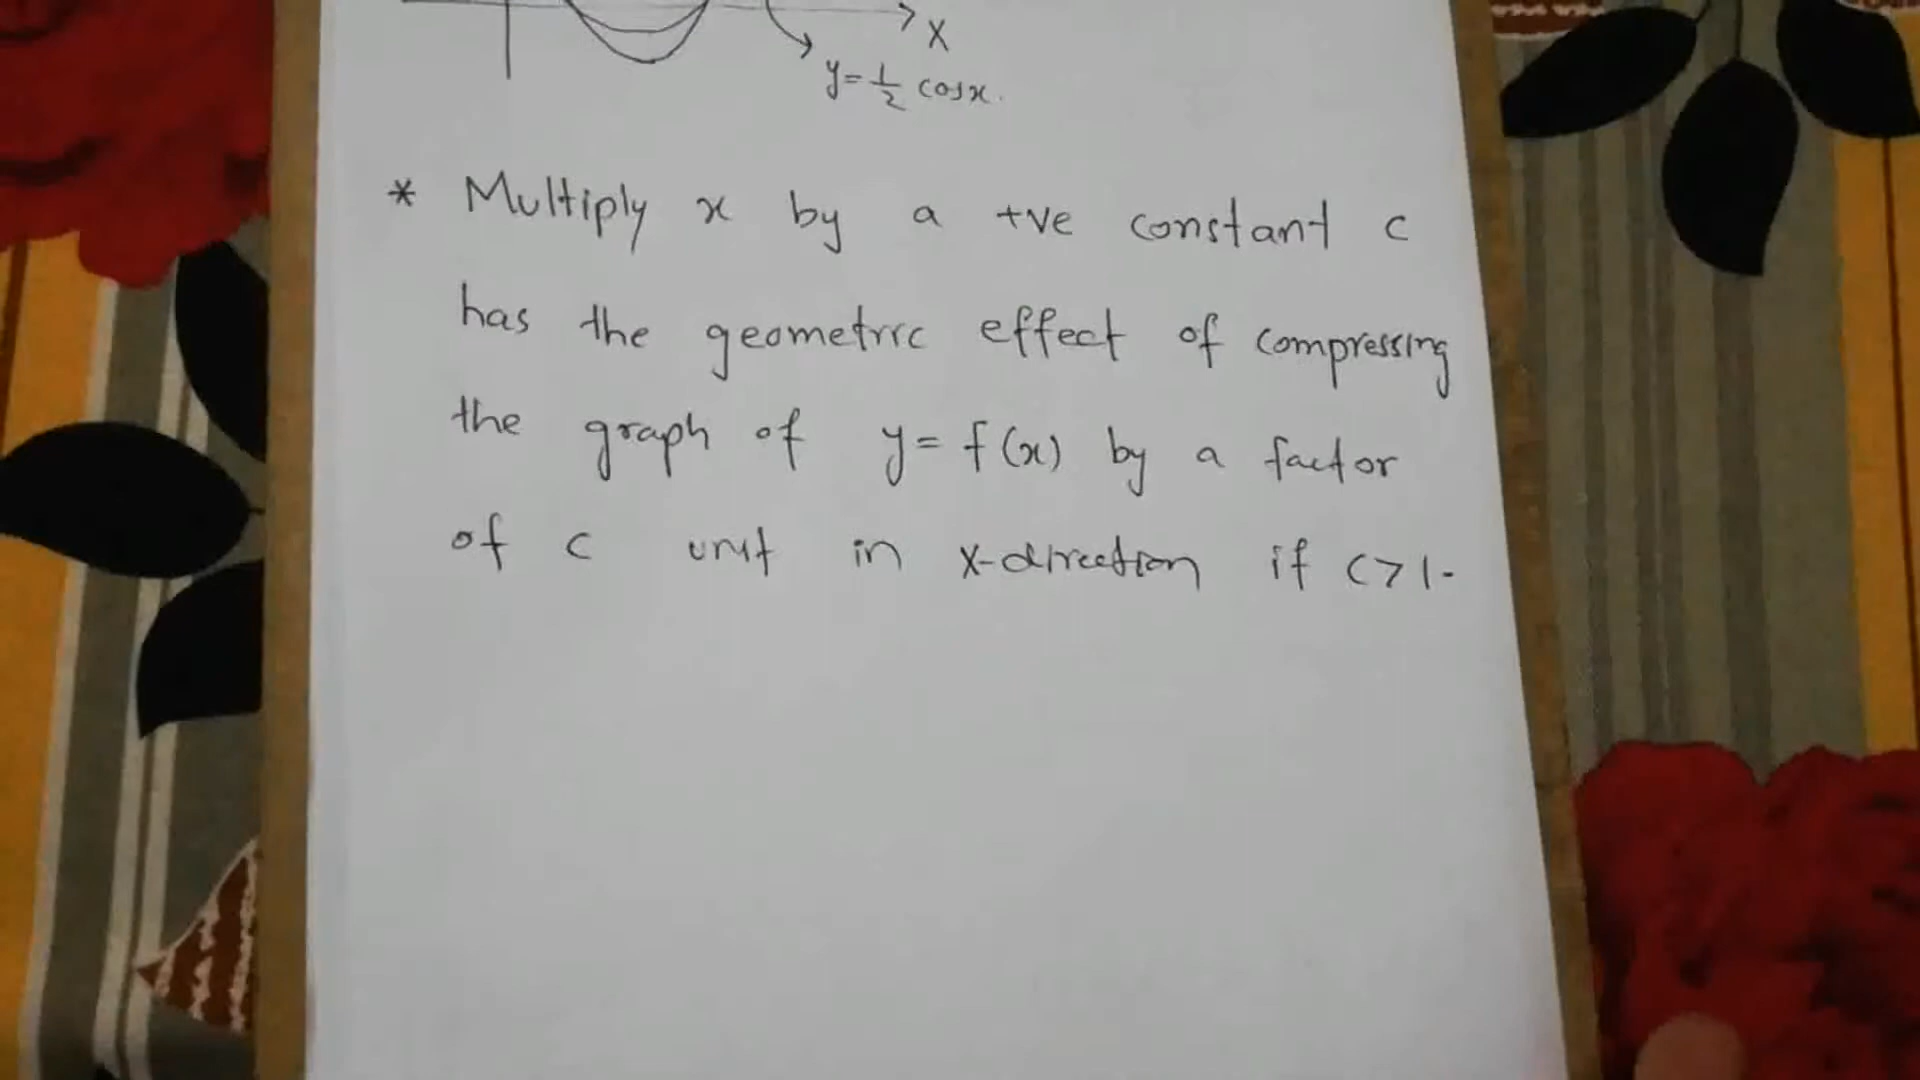 X
y = 1/2 cosx.
* Multiply x by a +ve constant c
has the geometric effect of compressing
the graph of y = f(x) by a factor
of c unit in X-direction if c>1.